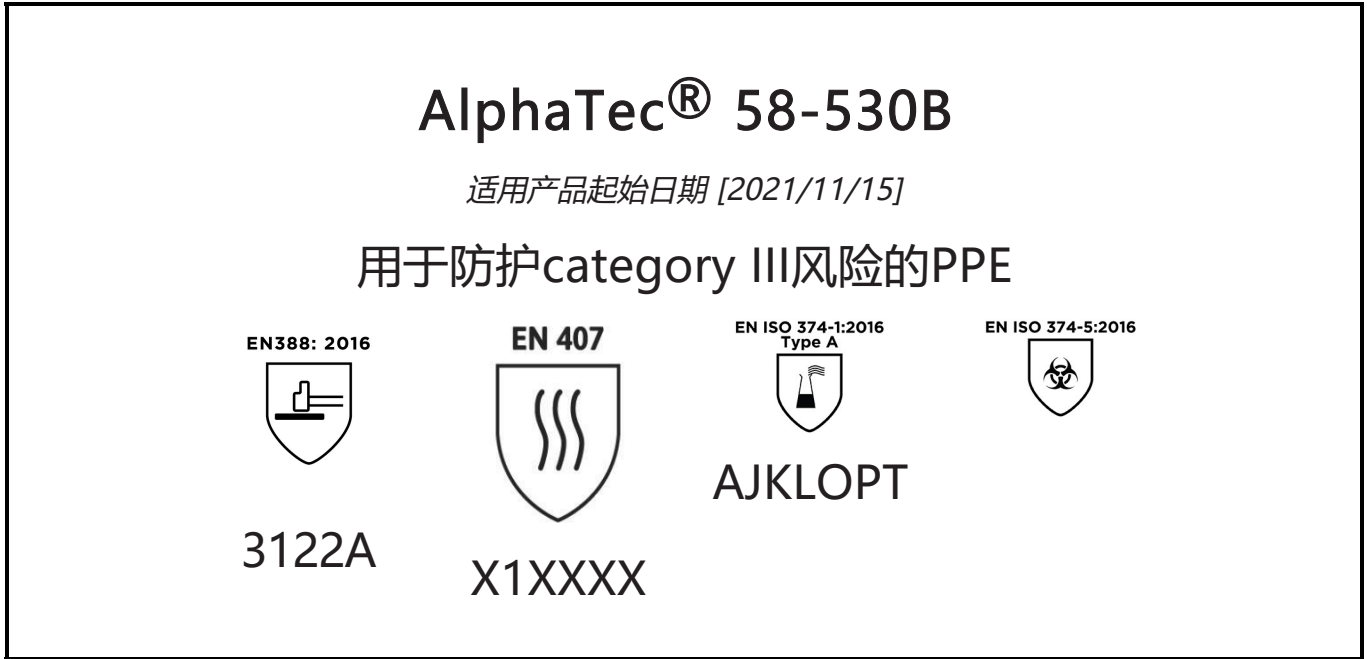 AlphaTec® 58-530B
适用产品起始日期 [2021/11/15]
用于防护category III风险的PPE
EN388: 2016
3122A
EN 407
X1XXXX
EN ISO 374-1:2016
Type A
AJKLOPT
EN ISO 374-5:2016